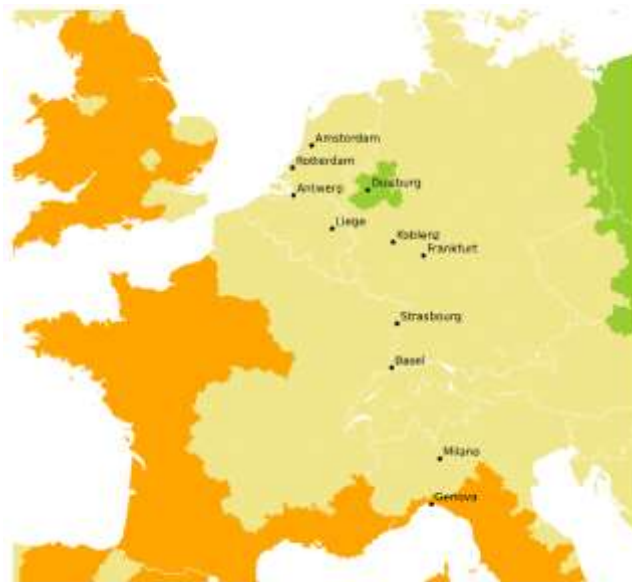 Amsterdam
Rotterdam
Duisburg
Antwerp
Liege
Koblenz
Frankfurt
Strasbourg
Basel
Milano
Genova